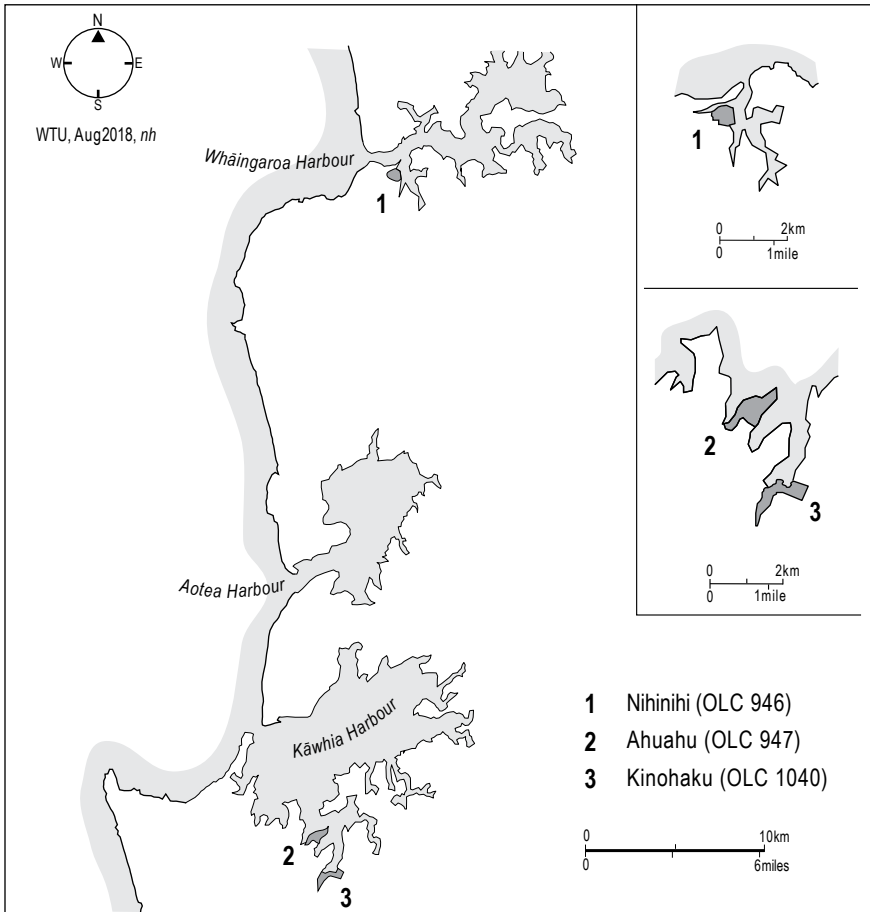 N
W E
S
WTU, Aug2018, nh
Whāingaroa Harbour
1
Aotea Harbour
Kāwhia Harbour
2
3
1
0 2km
0 1mile
2
3
0 2km
0 1mile
1 Nihinihi (OLC 946)
2 Ahuahu (OLC 947)
3 Kinohaku (OLC 1040)
0 10km
0 6miles